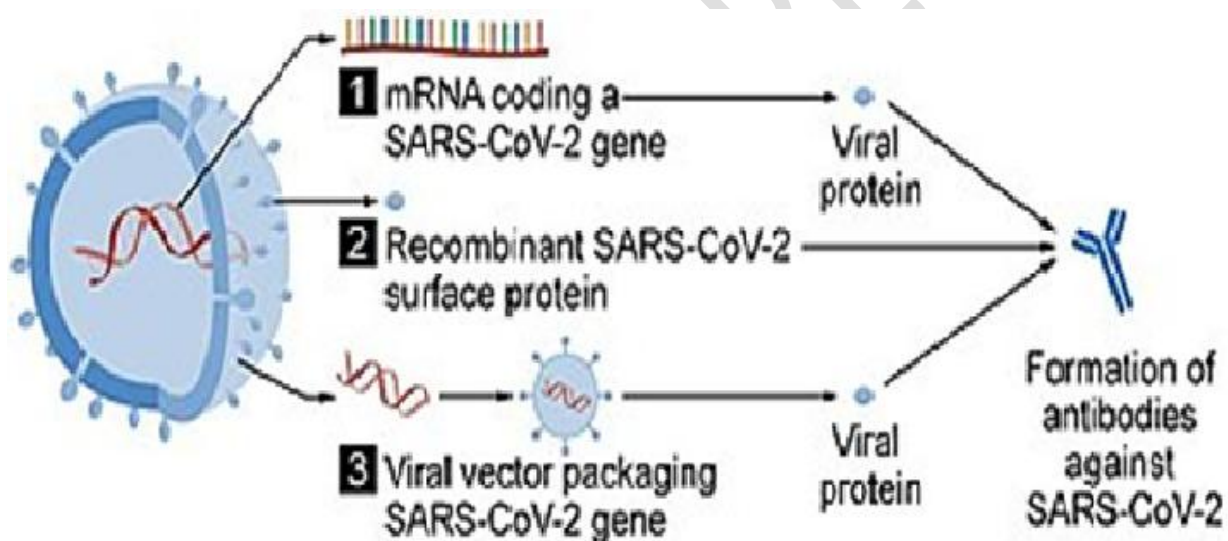 1 mRNA coding a
SARS-CoV-2 gene
Viral
protein
2 Recombinant SARS-CoV-2
surface protein
3 Viral vector packaging
SARS-CoV-2 gene
Viral
protein
Formation of
antibodies
against
SARS-CoV-2